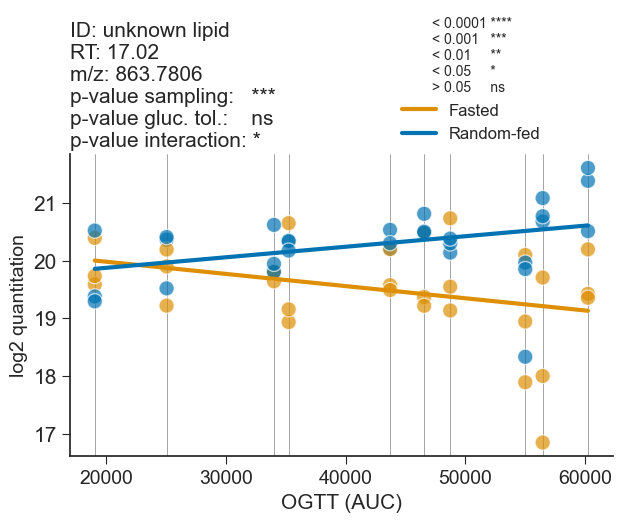 ID: unknown lipid
RT: 17.02
m/z: 863.7806
p-value sampling: ***
p-value gluc. tol.: ns
p-value interaction: *
< 0.0001 ****
< 0.001 ***
< 0.01 **
< 0.05 *
> 0.05 ns
Fasted
Random-fed
log2 quantitation
21
20
19
18
17
20000 30000 40000 50000 60000
OGTT (AUC)